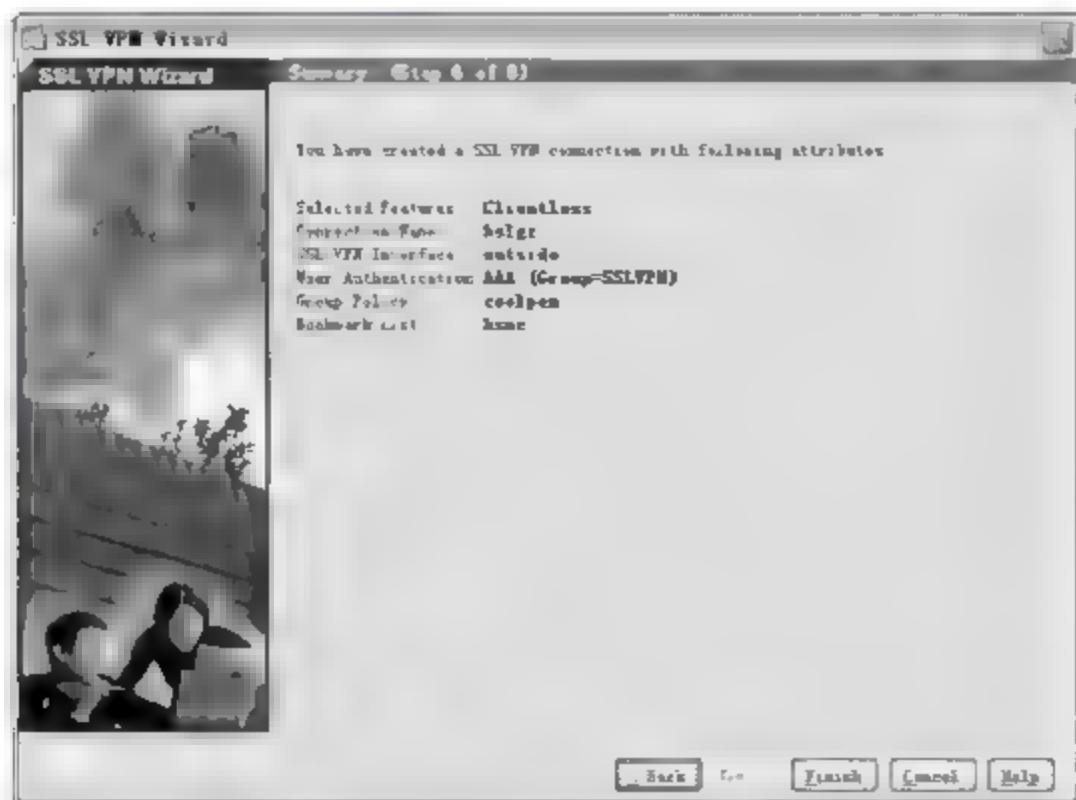 SSL VPN Wizard
SSL VPN Wizard
Summary (Step 6 of 6)
You have created a SSL VPN connection with following attributes
Selected Features Clientless
Connection Name
SSL VPN Interface outside
User Authentication AAA (Group=SSLVPN)
Group Policy coolpen
Bookmark List
Back
Finish
Cancel
Help